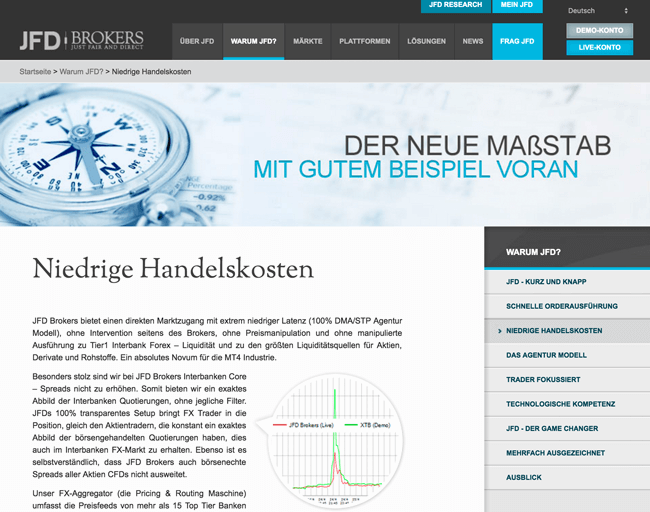 JFD RESEARCH MEIN JFD Deutsch
JFD BROKERS
JUST FAIR AND DIRECT
ÜBER JFD WARUM JFD? MÄRKTE PLATTFORMEN LÖSUNGEN NEWS FRAG JFD
DEMO-KONTO
LIVE-KONTO
Startseite > Warum JFD? > Niedrige Handelskosten
DER NEUE MAßSTAB
MIT GUTEM BEISPIEL VORAN
NGE
Percentage
-0.92%
+0.62
WARUM JFD?
Niedrige Handelskosten
JFD - KURZ UND KNAPP
SCHNELLE ORDERAUSFÜHRUNG
› NIEDRIGE HANDELSKOSTEN
DAS AGENTUR MODELL
TRADER FOKUSSIERT
TECHNOLOGISCHE KOMPETENZ
JFD - DER GAME CHANGER
MEHRFACH AUSGEZEICHNET
AUSBLICK
JFD Brokers bietet einen direkten Marktzugang mit extrem niedriger Latenz (100% DMA/STP Agentur
Modell), ohne Intervention seitens des Brokers, ohne Preismanipulation und ohne manipulierte
Ausführung zu Tier1 Interbank Forex – Liquidität und zu den größten Liquiditätsquellen für Aktien,
Derivate und Rohstoffe. Ein absolutes Novum für die MT4 Industrie.
Besonders stolz sind wir bei JFD Brokers Interbanken Core
– Spreads nicht zu erhöhen. Somit bieten wir ein exaktes
Abbild der Interbanken Quotierungen, ohne jegliche Filter.
JFDs 100% transparentes Setup bringt FX Trader in die
Position, gleich den Aktientradern, die konstant ein exaktes
Abbild der börsengehandelten Quotierungen haben, dies
auch im Interbanken FX-Markt zu erhalten. Ebenso ist es
selbstverständlich, dass JFD Brokers auch börsenechte
Spreads aller Aktien CFDs nicht ausweitet.
JFD Brokers (Live) XTB (Demo)
Unser FX-Aggregator (die Pricing & Routing Maschine)
umfasst die Preisfeeds von mehr als 15 Top Tier Banken